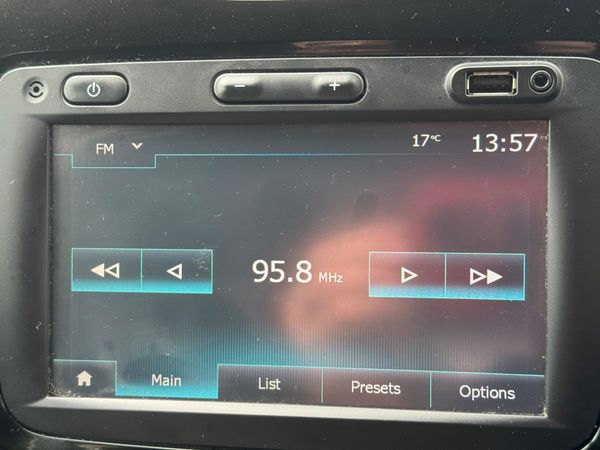 − +
FM 17°C 13:57
95.8 MHz
Main List Presets Options